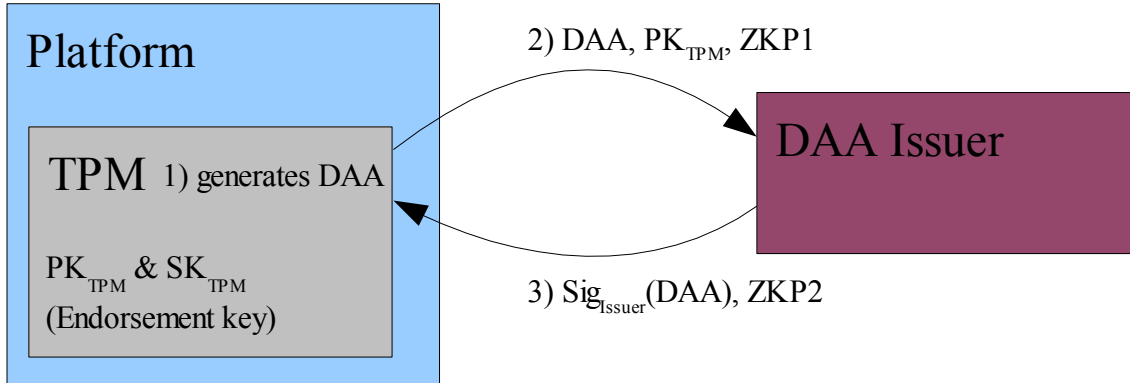 Platform
2) DAA, PK_TPM, ZKP1
DAA Issuer
TPM 1) generates DAA
PK_TPM & SK_TPM
(Endorsement key)
3) Sig_Issuer(DAA), ZKP2